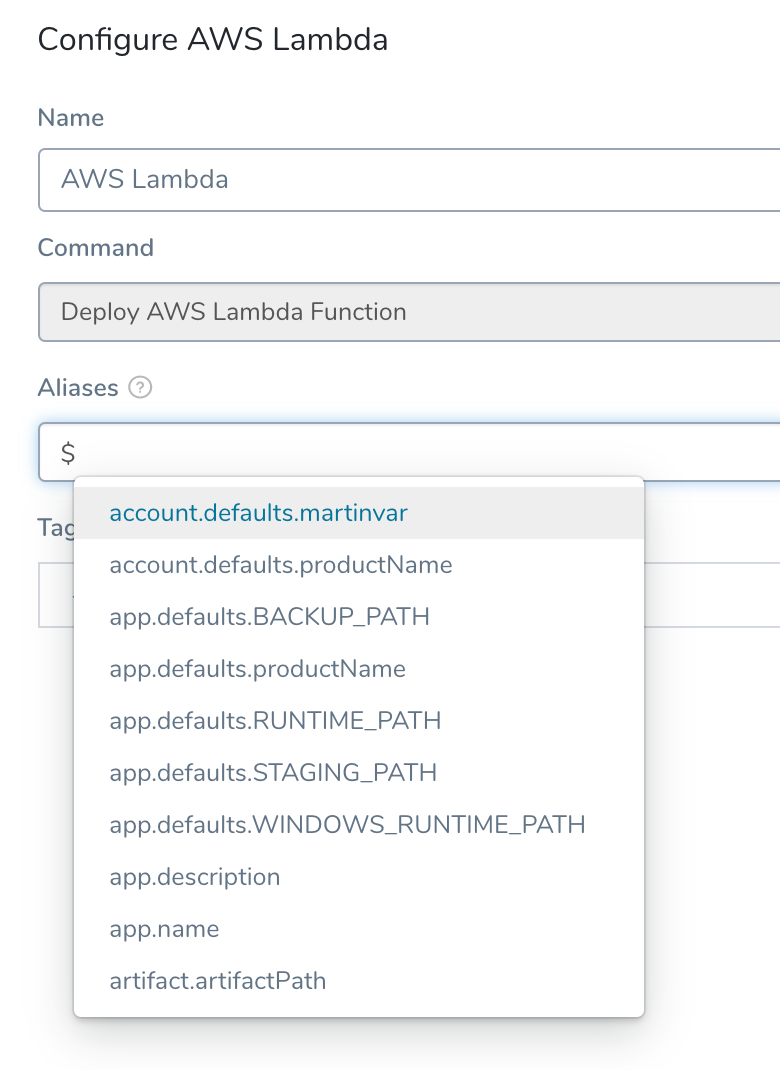 Configure AWS Lambda
Name
AWS Lambda
Command
Deploy AWS Lambda Function
Aliases ?
$
account.defaults.martinvar
Tag
account.defaults.productName
app.defaults.BACKUP_PATH
app.defaults.productName
app.defaults.RUNTIME_PATH
app.defaults.STAGING_PATH
app.defaults.WINDOWS_RUNTIME_PATH
app.description
app.name
artifact.artifactPath